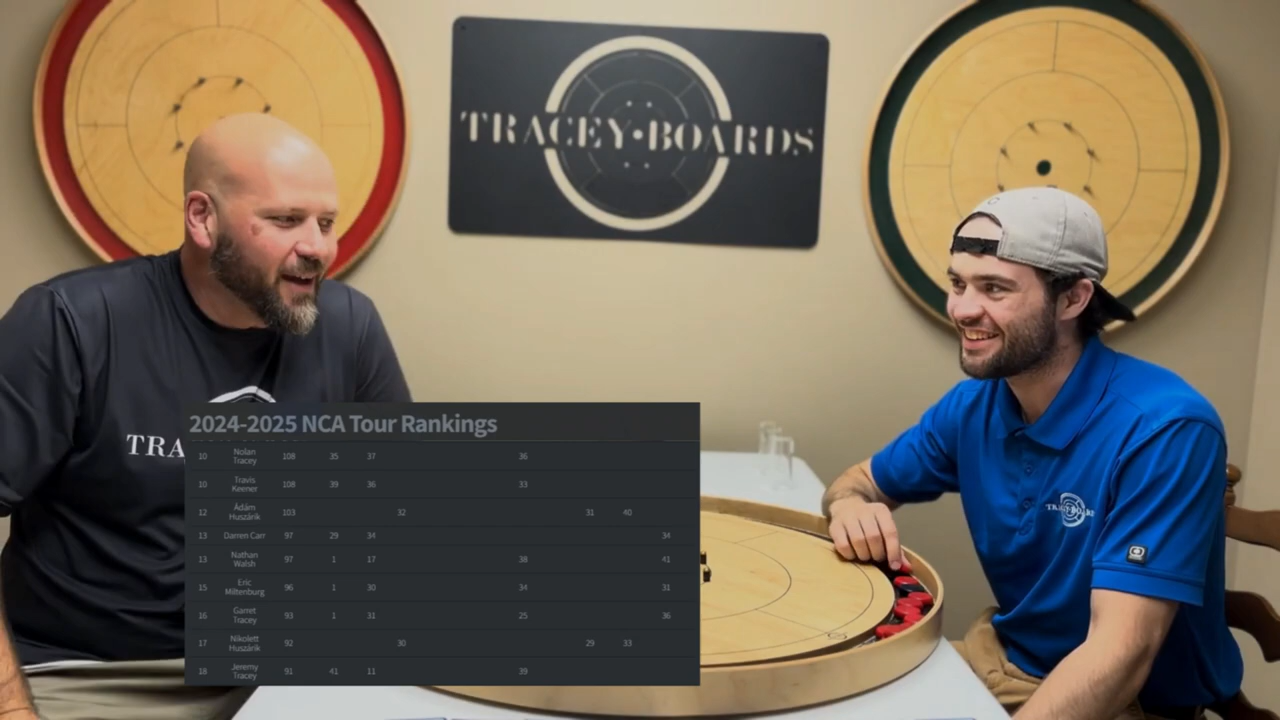 TRACEY•BOARDS
TRA
2024-2025 NCA Tour Rankings
10 Nolan Tracey 108 35 37 36
10 Travis Keener 108 39 36 33
12 Ádám Huszárik 103 32 31 40
13 Darren Carr 97 29 34 34
13 Nathan Walsh 97 1 17 38 41
15 Eric Miltenburg 96 1 30 34 31
16 Garret Tracey 93 1 31 25 36
17 Nikolett Huszárik 92 30 29 33
18 Jeremy Tracey 91 41 11 39